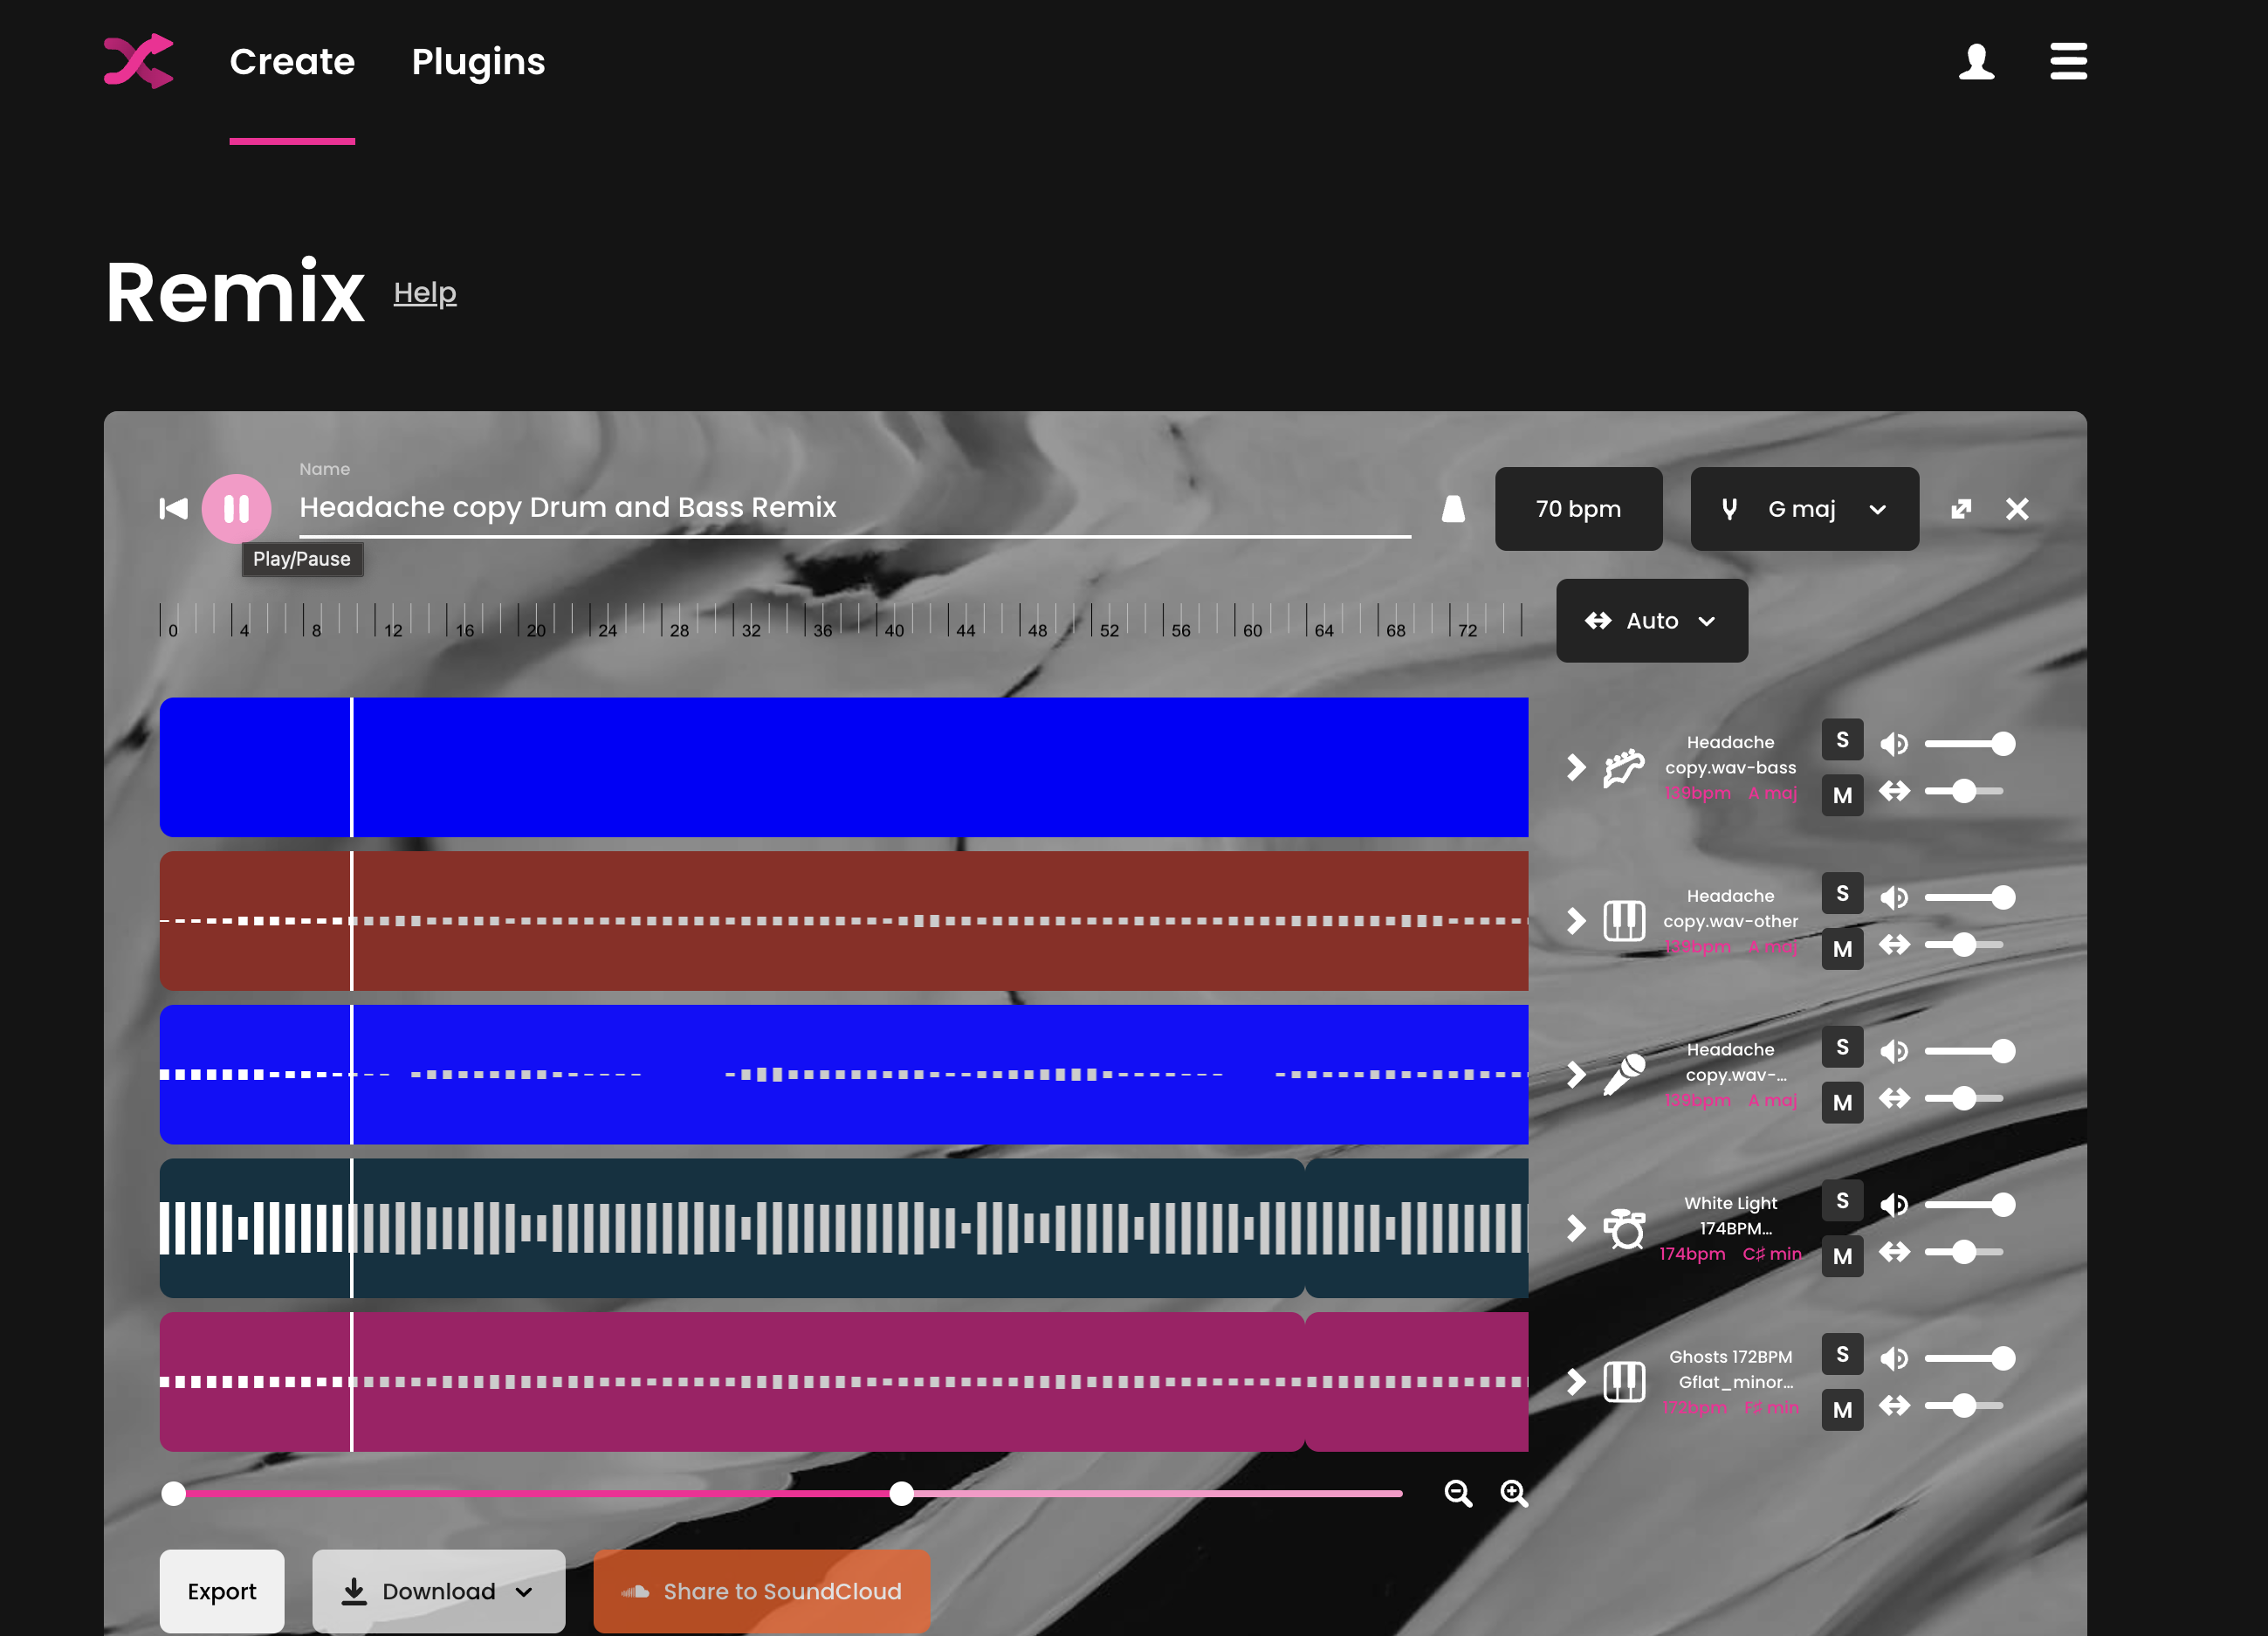 Create Plugins
Remix Help
Name
Headache copy Drum and Bass Remix
70 bpm
G maj
Play/Pause
0 4 8 12 16 20 24 28 32 36 40 44 48 52 56 60 64 68 72
Auto
Headache
copy.wav-bass
139bpm A maj
S
M
Headache
copy.wav-other
139bpm A maj
S
M
Headache
copy.wav-...
139bpm A maj
S
M
White Light
174BPM...
174bpm C♯ min
S
M
Ghosts 172BPM
Gflat_minor...
172bpm F♯ min
S
M
Export
Download
Share to SoundCloud